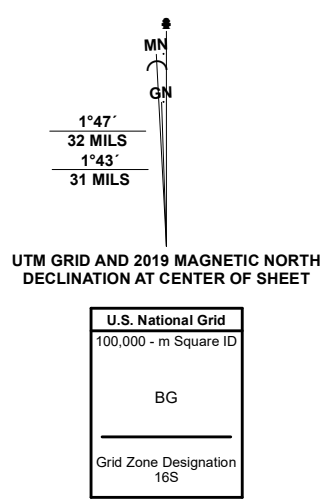 MN
GN
1°47´
32 MILS
1°43´
31 MILS
UTM GRID AND 2019 MAGNETIC NORTH
DECLINATION AT CENTER OF SHEET
U.S. National Grid
100,000 - m Square ID
BG
Grid Zone Designation
16S